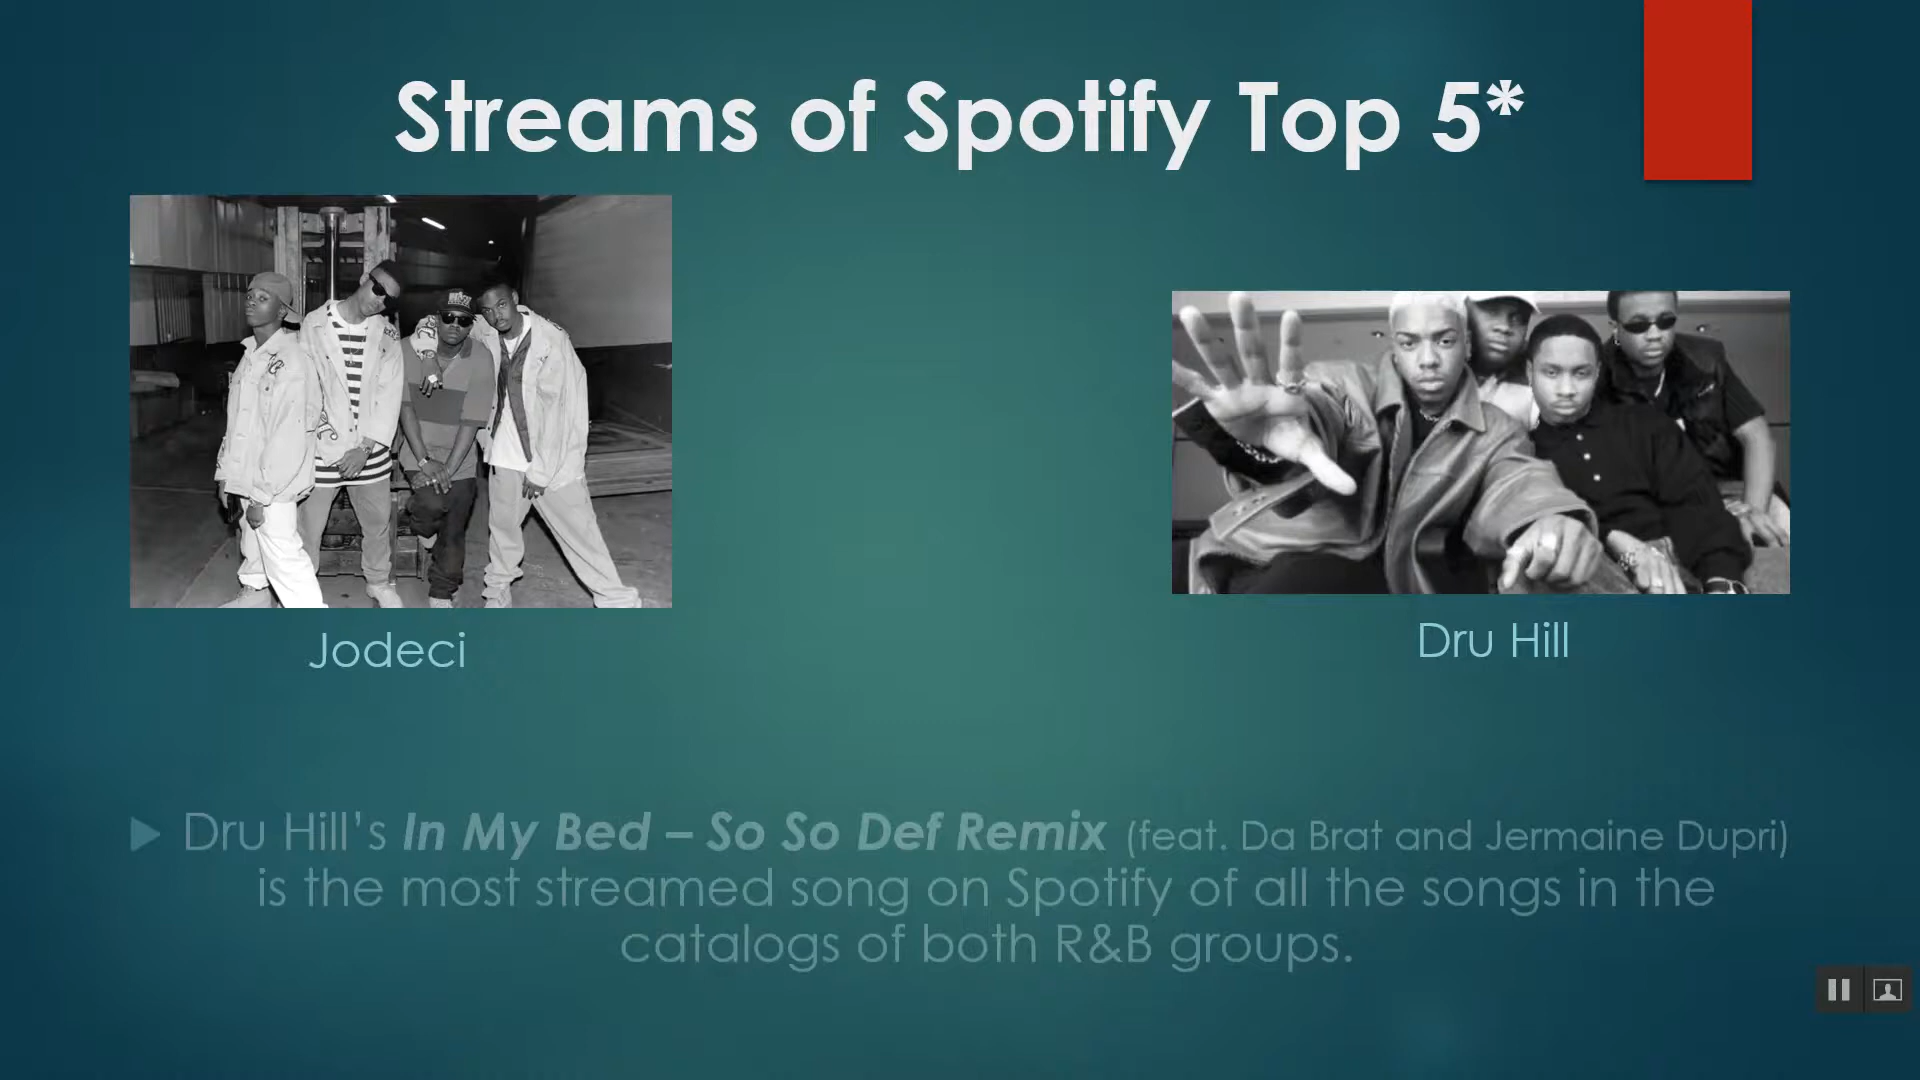 Streams of Spotify Top 5*
Jodeci
Dru Hill
Dru Hill's In My Bed – So So Def Remix (feat. Da Brat and Jermaine Dupri)
is the most streamed song on Spotify of all the songs in the
catalogs of both R&B groups.